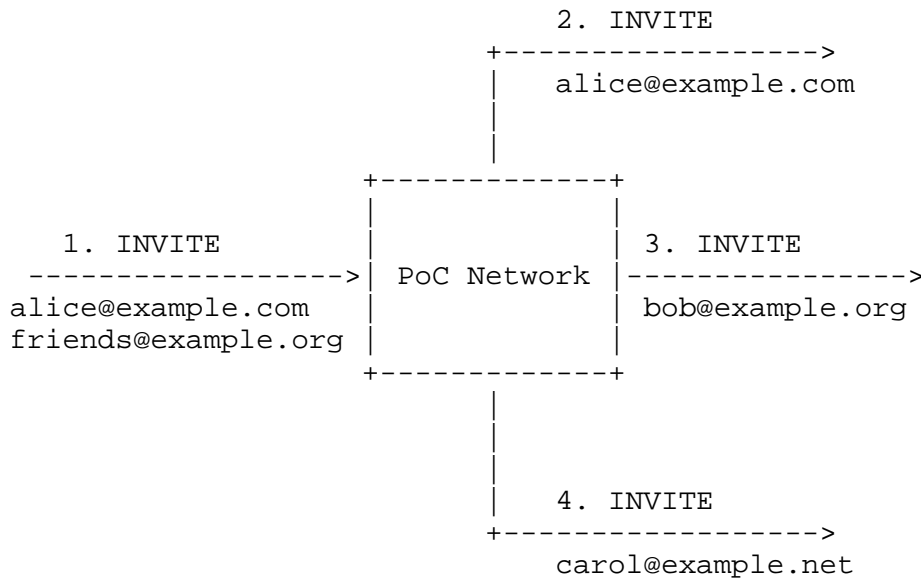 2. INVITE
+------------------>
alice@example.com
+-------------+
1. INVITE
3. INVITE
------------------>| PoC Network |---------------->
alice@example.com
bob@example.org
friends@example.org
+-------------+
4. INVITE
+------------------>
carol@example.net